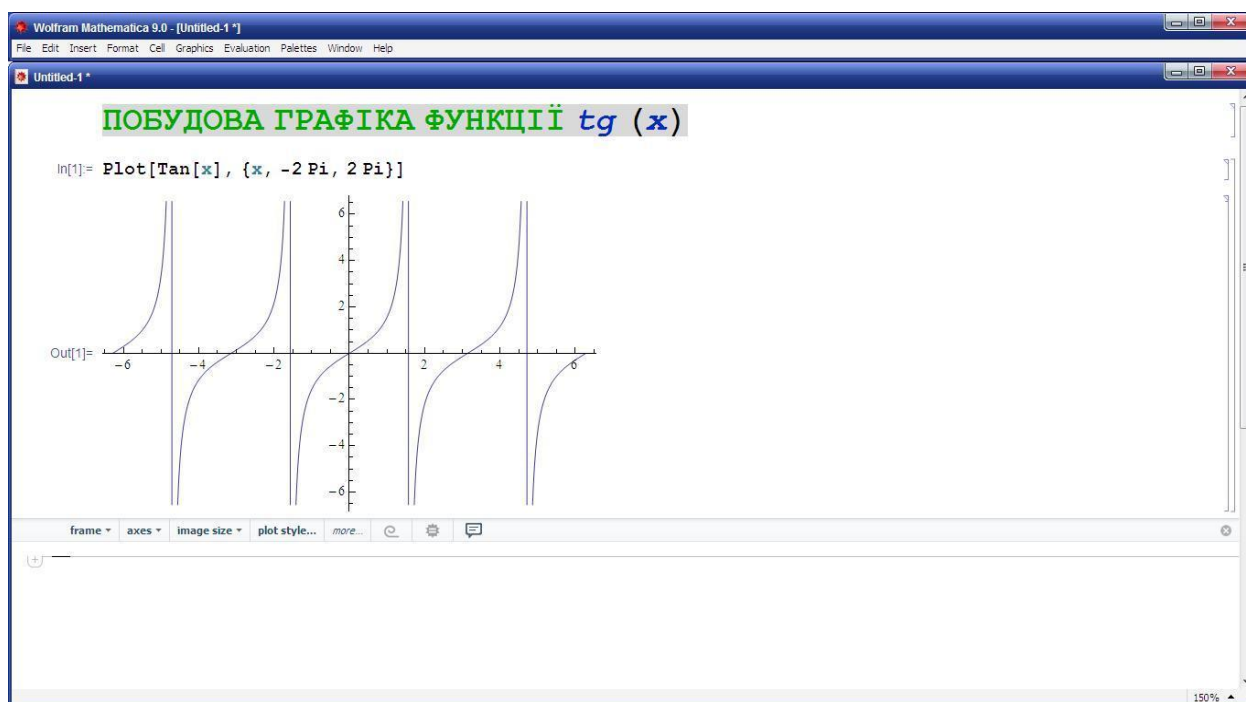 Wolfram Mathematica 9.0 - [Untitled-1 *]
File Edit Insert Format Cell Graphics Evaluation Palettes Window Help
Untitled-1 *
ПОБУДОВА ГРАФІКА ФУНКЦІЇ tg (x)
In[1]:= Plot[Tan[x], {x, -2 Pi, 2 Pi}]
6
4
2
Out[1]=
−6 −4 −2 2 4 6
−2
−4
−6
frame axes image size plot style... more...
150%